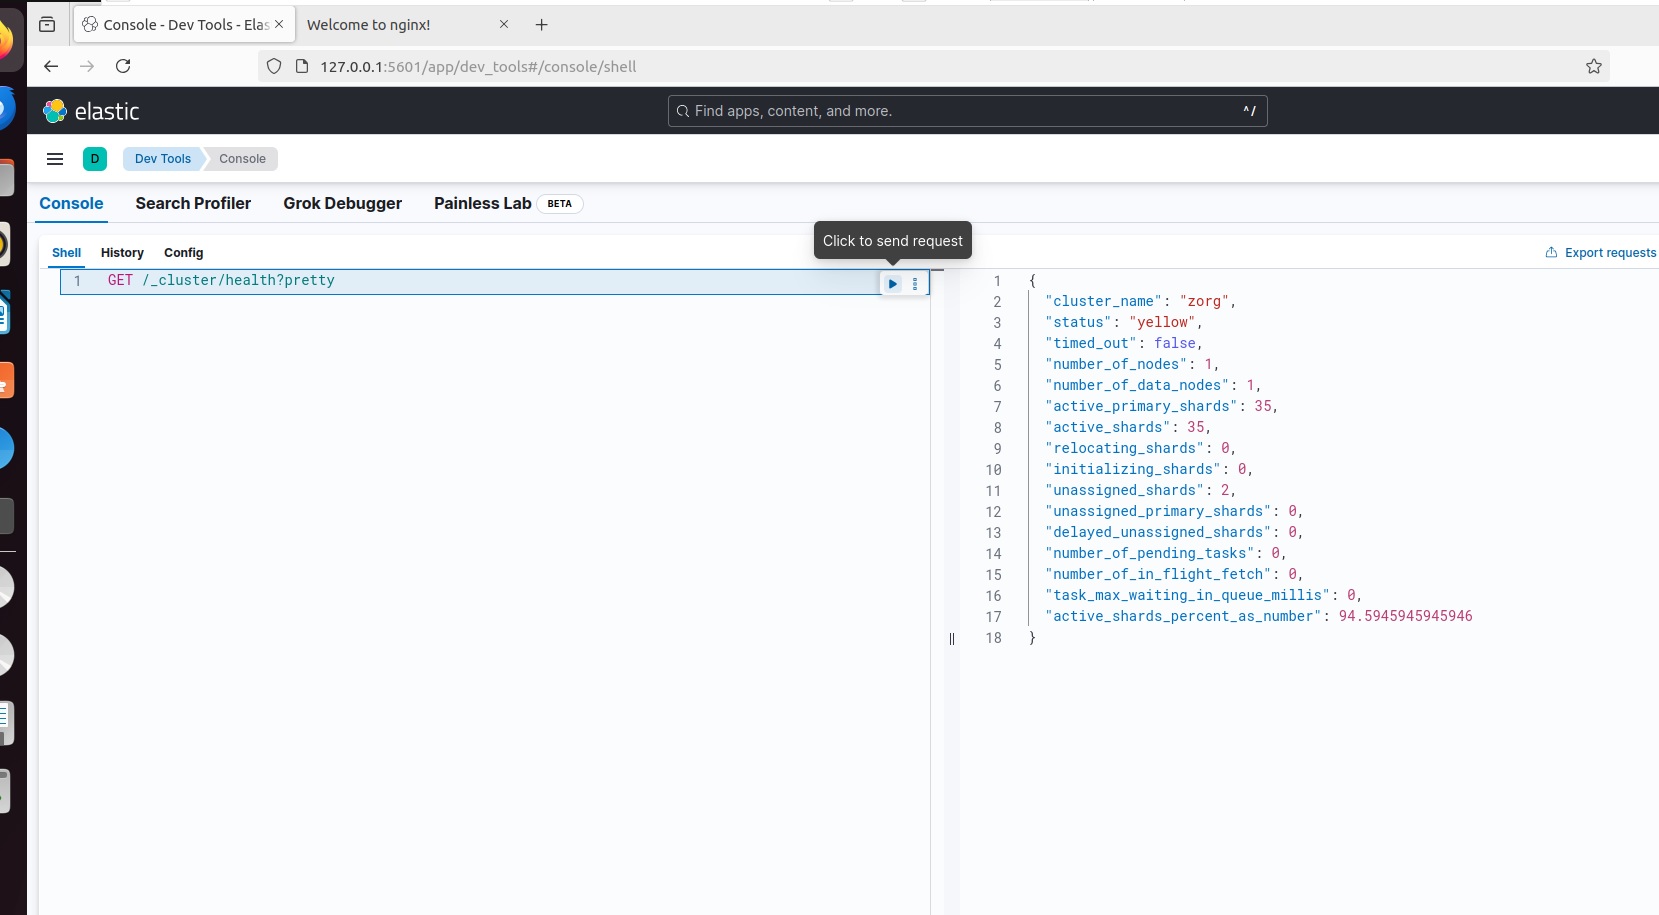 Console - Dev Tools - Elas
Welcome to nginx!
127.0.0.1:5601/app/dev_tools#/console/shell
elastic
Find apps, content, and more.
^/
D
Dev Tools
Console
Console
Search Profiler
Grok Debugger
Painless Lab
BETA
Click to send request
Shell
History
Config
Export requests
1 GET /_cluster/health?pretty
1 {
2 "cluster_name": "zorg",
3 "status": "yellow",
4 "timed_out": false,
5 "number_of_nodes": 1,
6 "number_of_data_nodes": 1,
7 "active_primary_shards": 35,
8 "active_shards": 35,
9 "relocating_shards": 0,
10 "initializing_shards": 0,
11 "unassigned_shards": 2,
12 "unassigned_primary_shards": 0,
13 "delayed_unassigned_shards": 0,
14 "number_of_pending_tasks": 0,
15 "number_of_in_flight_fetch": 0,
16 "task_max_waiting_in_queue_millis": 0,
17 "active_shards_percent_as_number": 94.5945945945946
18 }